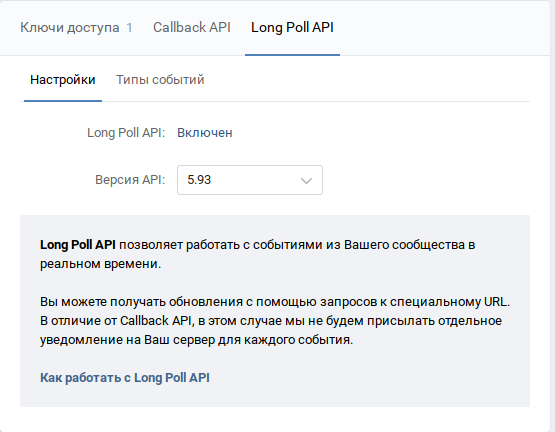 Ключи доступа 1 Callback API Long Poll API
Настройки Типы событий
Long Poll API: Включен
Версия API: 5.93
Long Poll API позволяет работать с событиями из Вашего сообщества в
реальном времени.
Вы можете получать обновления с помощью запросов к специальному URL.
В отличие от Callback API, в этом случае мы не будем присылать отдельное
уведомление на Ваш сервер для каждого события.
Как работать с Long Poll API